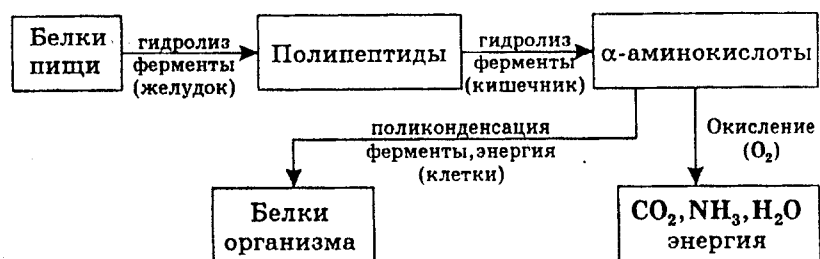 Белки
пищи
гидролиз
ферменты
(желудок)
Полипептиды
гидролиз
ферменты
(кишечник)
α-аминокислоты
поликонденсация
ферменты,энергия
(клетки)
Окисление
(O₂)
Белки
организма
CO₂,NH₃,H₂O
энергия